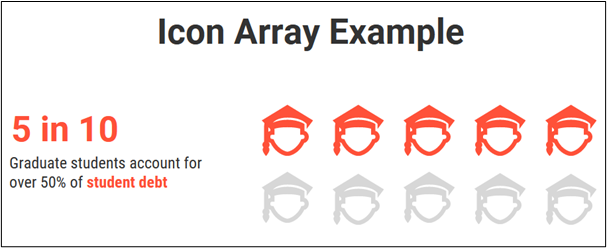 Icon Array Example
5 in 10
Graduate students account for
over 50% of student debt